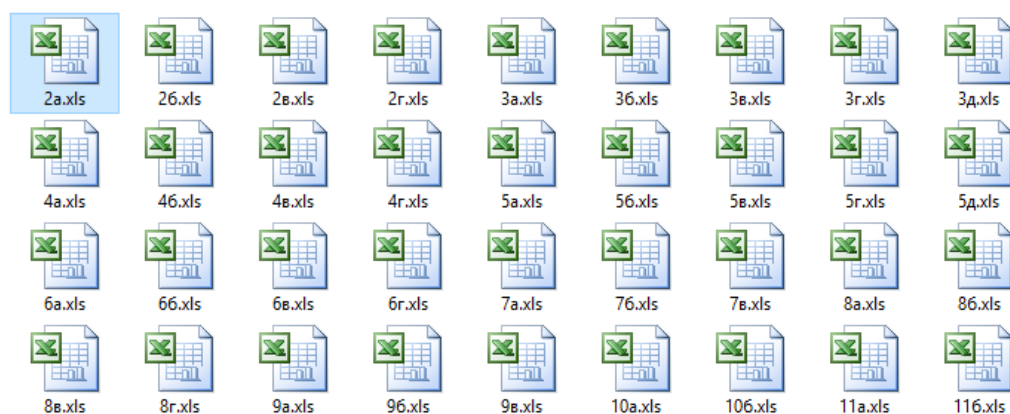 2а.xls 2б.xls 2в.xls 2г.xls 3а.xls 3б.xls 3в.xls 3г.xls 3д.xls
4а.xls 4б.xls 4в.xls 4г.xls 5а.xls 5б.xls 5в.xls 5г.xls 5д.xls
6а.xls 6б.xls 6в.xls 6г.xls 7а.xls 7б.xls 7в.xls 8а.xls 8б.xls
8в.xls 8г.xls 9а.xls 9б.xls 9в.xls 10а.xls 10б.xls 11а.xls 11б.xls